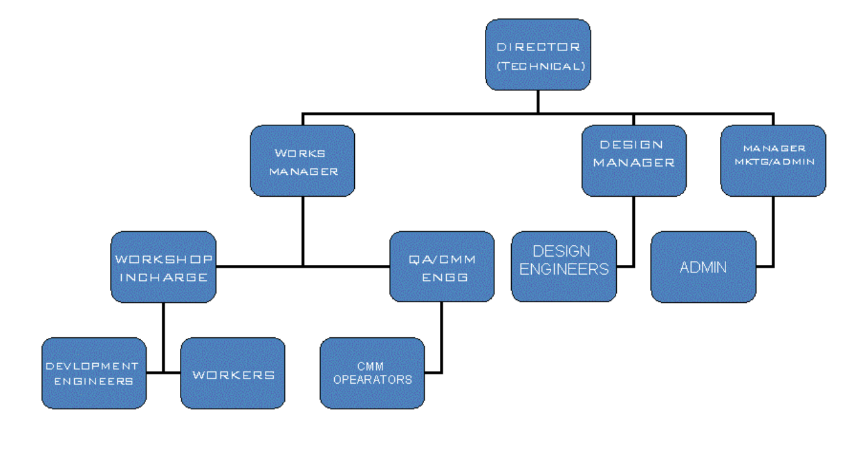 DIRECTOR
(TECHNICAL)
WORKS
MANAGER
DESIGN
MANAGER
MANAGER
MKTG/ADMIN
WORKSHOP
INCHARGE
QA/CMM
ENGG
DESIGN
ENGINEERS
ADMIN
DEVLOPMENT
ENGINEERS
WORKERS
CMM
OPEARATORS